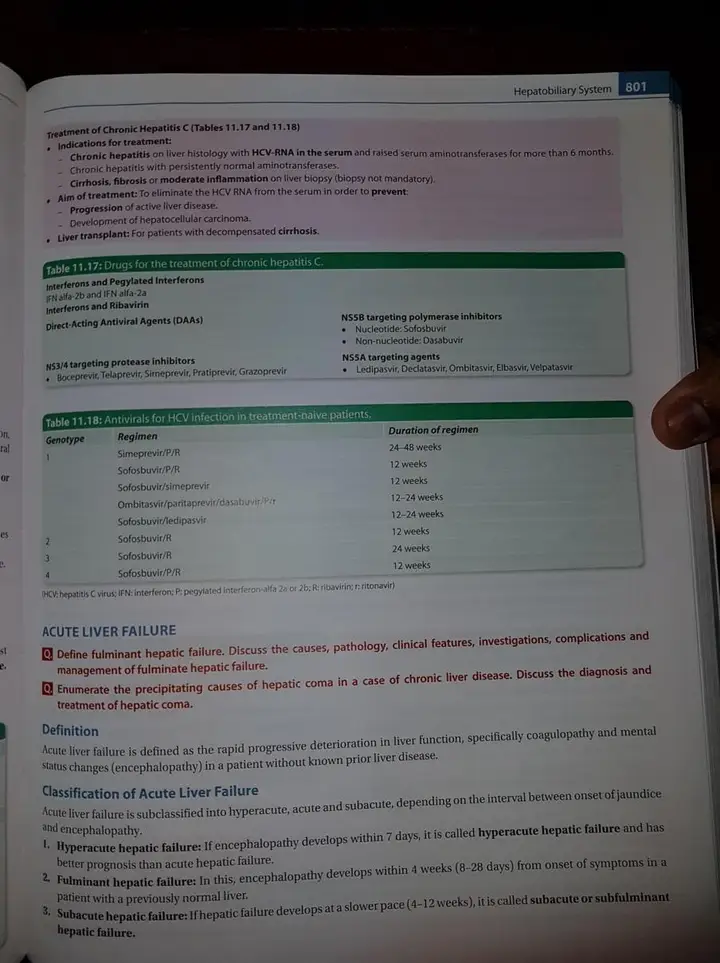 Hepatobiliary System 801
Treatment of Chronic Hepatitis C (Tables 11.17 and 11.18)
• Indications for treatment:
– Chronic hepatitis on liver histology with HCV-RNA in the serum and raised serum aminotransferases for more than 6 months.
– Chronic hepatitis with persistently normal aminotransferases.
– Cirrhosis, fibrosis or moderate inflammation on liver biopsy (biopsy not mandatory).
• Aim of treatment: To eliminate the HCV RNA from the serum in order to prevent:
– Progression of active liver disease.
– Development of hepatocellular carcinoma.
• Liver transplant: For patients with decompensated cirrhosis.
Table 11.17: Drugs for the treatment of chronic hepatitis C.
Interferons and Pegylated Interferons
IFN alfa-2b and IFN alfa-2a
Interferons and Ribavirin
Direct-Acting Antiviral Agents (DAAs)
NS3/4 targeting protease inhibitors
• Boceprevir, Telaprevir, Simeprevir, Pratiprevir, Grazoprevir
NS5B targeting polymerase inhibitors
• Nucleotide: Sofosbuvir
• Non-nucleotide: Dasabuvir
NS5A targeting agents
• Ledipasvir, Declatasvir, Ombitasvir, Elbasvir, Velpatasvir
Table 11.18: Antivirals for HCV infection in treatment-naive patients.
Genotype Regimen Duration of regimen
1 Simeprevir/P/R 24–48 weeks
Sofosbuvir/P/R 12 weeks
Sofosbuvir/simeprevir 12 weeks
Ombitasvir/paritaprevir/dasabuvir/P/r 12–24 weeks
Sofosbuvir/ledipasvir 12–24 weeks
2 Sofosbuvir/R 12 weeks
3 Sofosbuvir/R 24 weeks
4 Sofosbuvir/P/R 12 weeks
(HCV: hepatitis C virus; IFN: interferon; P: pegylated interferon-alfa 2a or 2b; R: ribavirin; r: ritonavir)
ACUTE LIVER FAILURE
Q Define fulminant hepatic failure. Discuss the causes, pathology, clinical features, investigations, complications and
management of fulminate hepatic failure.
Q Enumerate the precipitating causes of hepatic coma in a case of chronic liver disease. Discuss the diagnosis and
treatment of hepatic coma.
Definition
Acute liver failure is defined as the rapid progressive deterioration in liver function, specifically coagulopathy and mental
status changes (encephalopathy) in a patient without known prior liver disease.
Classification of Acute Liver Failure
Acute liver failure is subclassified into hyperacute, acute and subacute, depending on the interval between onset of jaundice
and encephalopathy.
1. Hyperacute hepatic failure: If encephalopathy develops within 7 days, it is called hyperacute hepatic failure and has
better prognosis than acute hepatic failure.
2. Fulminant hepatic failure: In this, encephalopathy develops within 4 weeks (8–28 days) from onset of symptoms in a
patient with a previously normal liver.
3. Subacute hepatic failure: If hepatic failure develops at a slower pace (4–12 weeks), it is called subacute or subfulminant
hepatic failure.